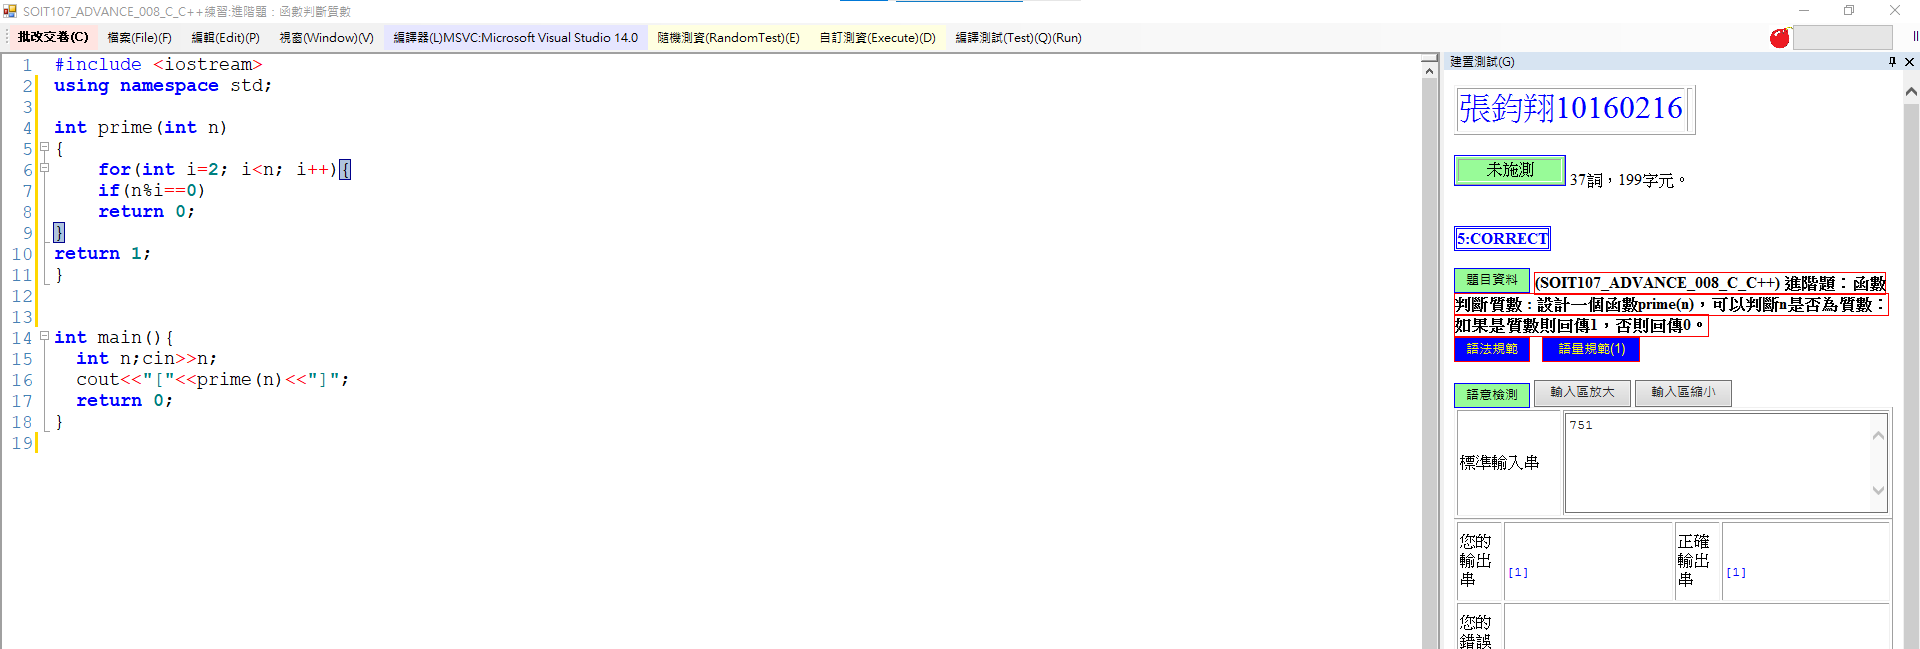 SOIT107_ADVANCE_008_C_C++練習:進階題：函數判斷質數
批改交卷(C) 檔案(File)(F) 編輯(Edit)(P) 視窗(Window)(V) 編譯器(L)MSVC:Microsoft Visual Studio 14.0 隨機測資(RandomTest)(E) 自訂測資(Execute)(D) 編譯測試(Test)(Q)(Run)
1 #include <iostream>
2 using namespace std;
3
4 int prime(int n)
5 {
6 for(int i=2; i<n; i++){
7 if(n%i==0)
8 return 0;
9 }
10 return 1;
11 }
12
13
14 int main(){
15 int n;cin>>n;
16 cout<<"["<<prime(n)<<"]";
17 return 0;
18 }
19
建置測試(G)
張鈞翔10160216
未施測 37詞，199字元。
5:CORRECT
題目資料 (SOIT107_ADVANCE_008_C_C++) 進階題：函數
判斷質數：設計一個函數prime(n)，可以判斷n是否為質數：
如果是質數則回傳1，否則回傳0。
語法規範 語量規範(1)
語意檢測 輸入區放大 輸入區縮小
標準輸入串 751
您的輸出串 [1] 正確輸出串 [1]
您的錯誤